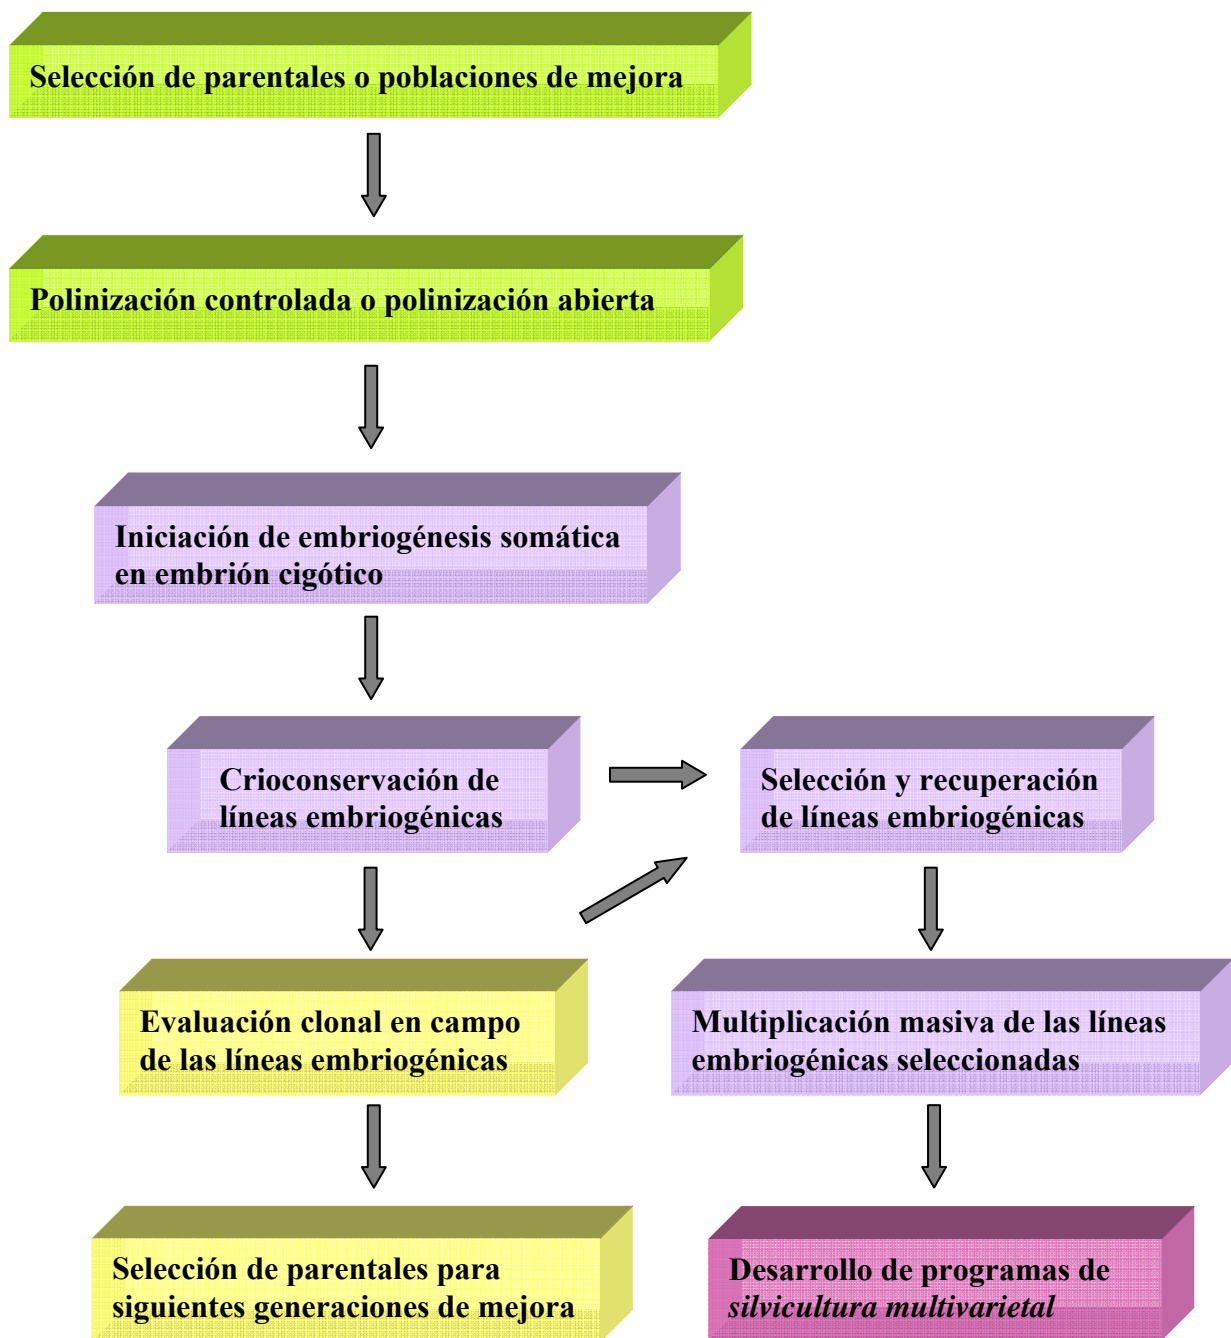 Selección de parentales o poblaciones de mejora
Polinización controlada o polinización abierta
Iniciación de embriogénesis somática
en embrión cigótico
Crioconservación de
líneas embriogénicas
Selección y recuperación
de líneas embriogénicas
Evaluación clonal en campo
de las líneas embriogénicas
Multiplicación masiva de las líneas
embriogénicas seleccionadas
Selección de parentales para
siguientes generaciones de mejora
Desarrollo de programas de
silvicultura multivarietal